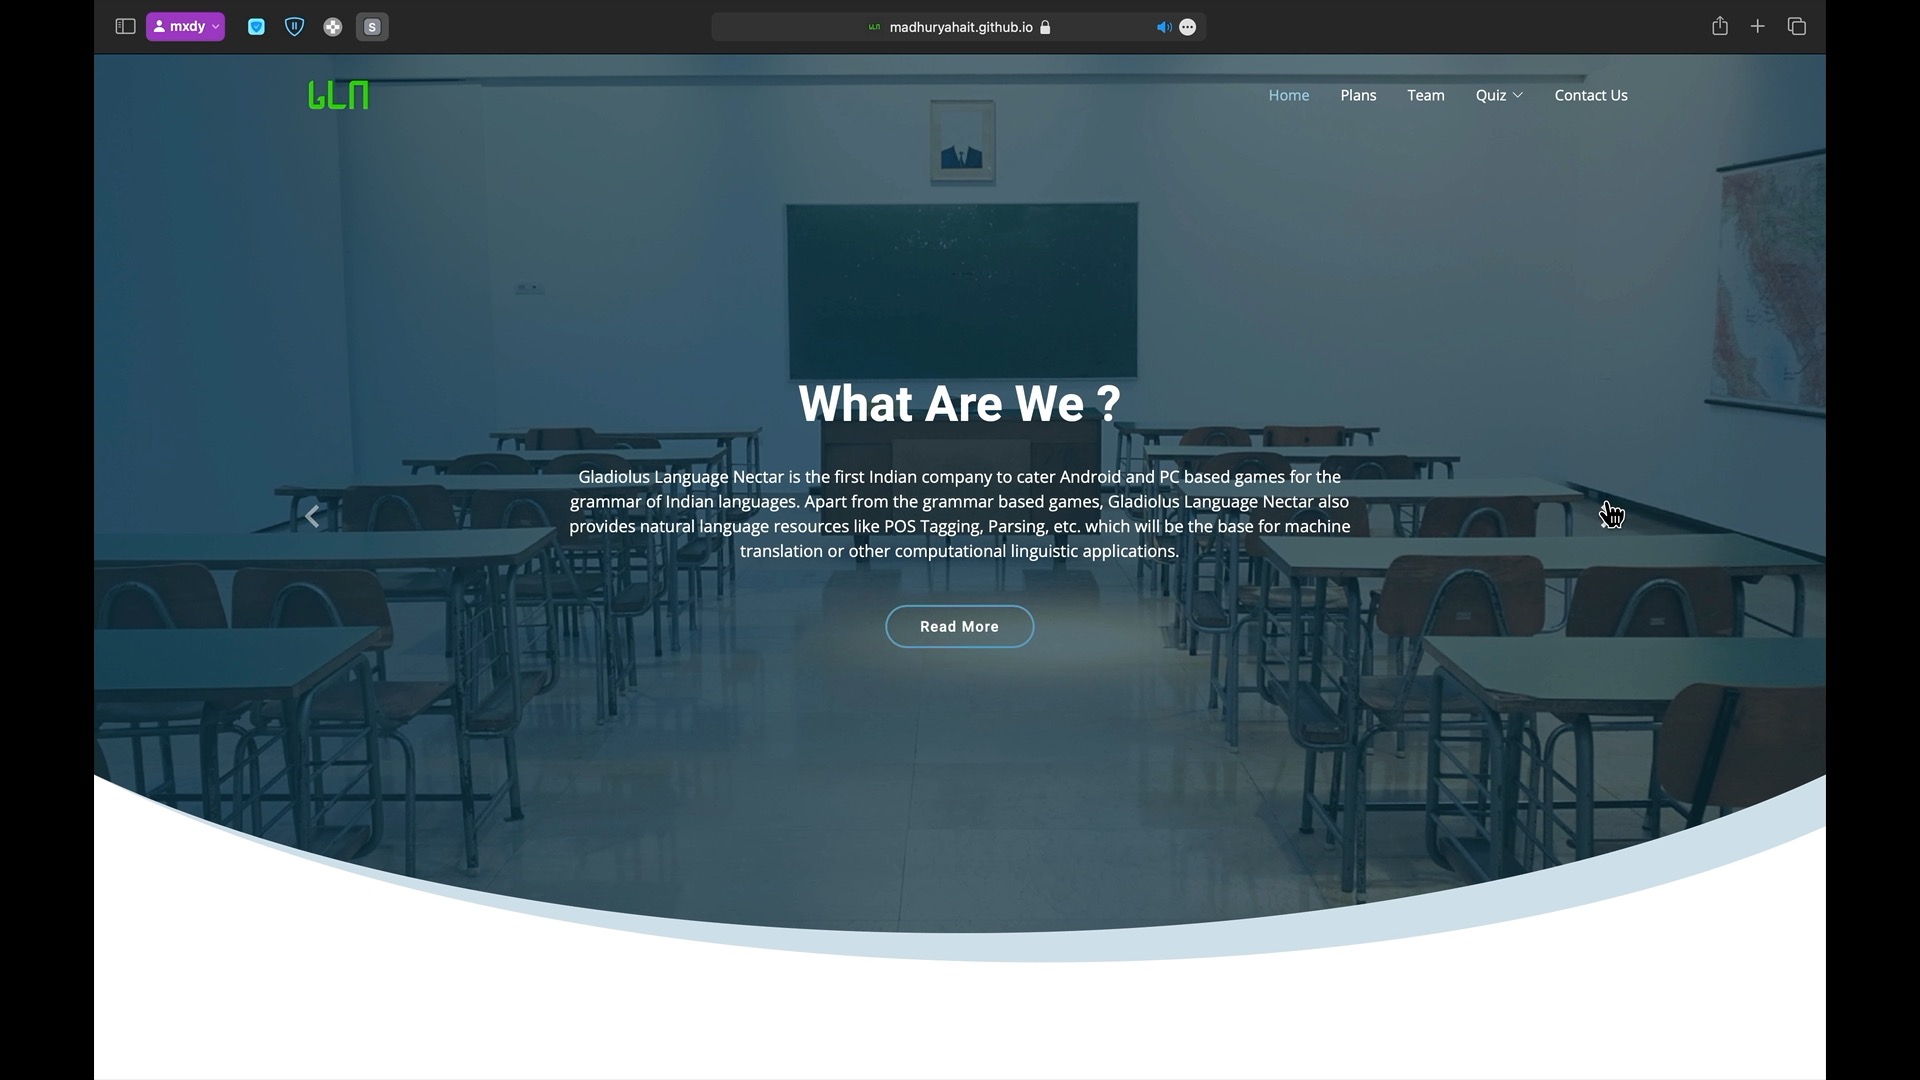 mxdy
S
GLN madhuryahait.github.io
GLN
Home Plans Team Quiz Contact Us
What Are We ?
Gladiolus Language Nectar is the first Indian company to cater Android and PC based games for the
grammar of Indian languages. Apart from the grammar based games, Gladiolus Language Nectar also
provides natural language resources like POS Tagging, Parsing, etc. which will be the base for machine
translation or other computational linguistic applications.
Read More